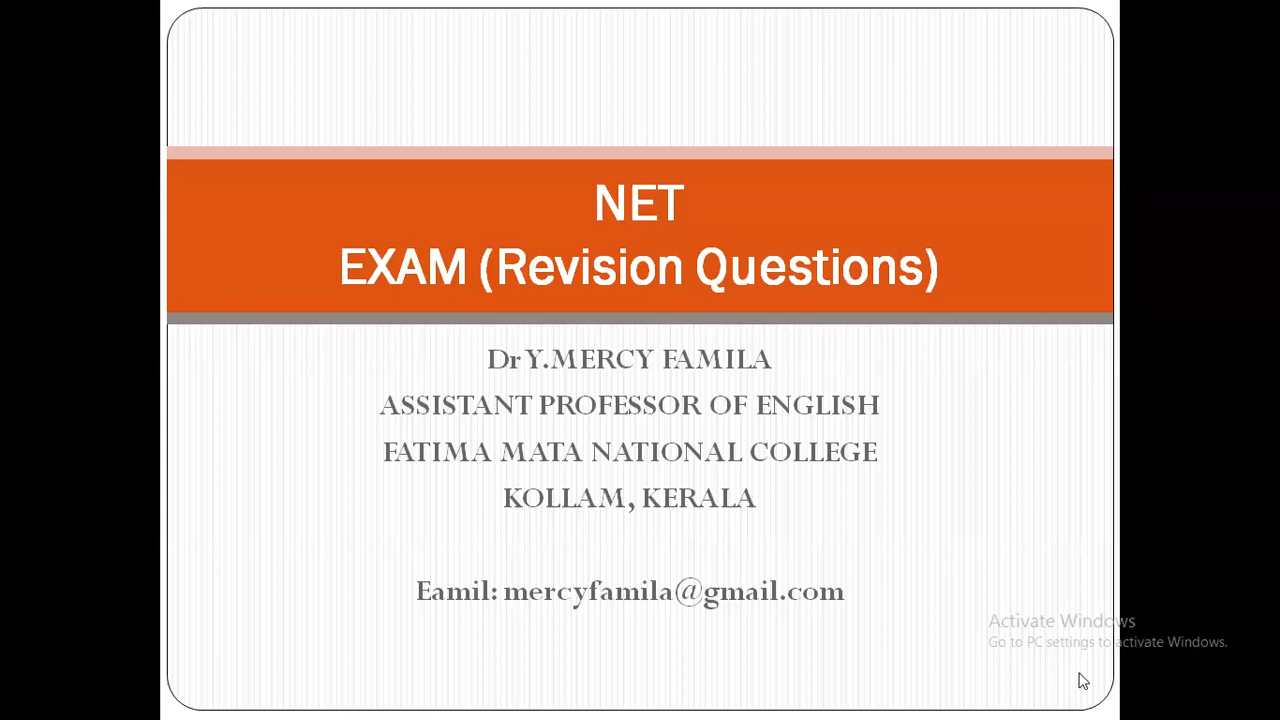 NET
EXAM (Revision Questions)
Dr Y.MERCY FAMILA
ASSISTANT PROFESSOR OF ENGLISH
FATIMA MATA NATIONAL COLLEGE
KOLLAM, KERALA
Eamil: mercyfamila@gmail.com
Activate Windows
Go to PC settings to activate Windows.